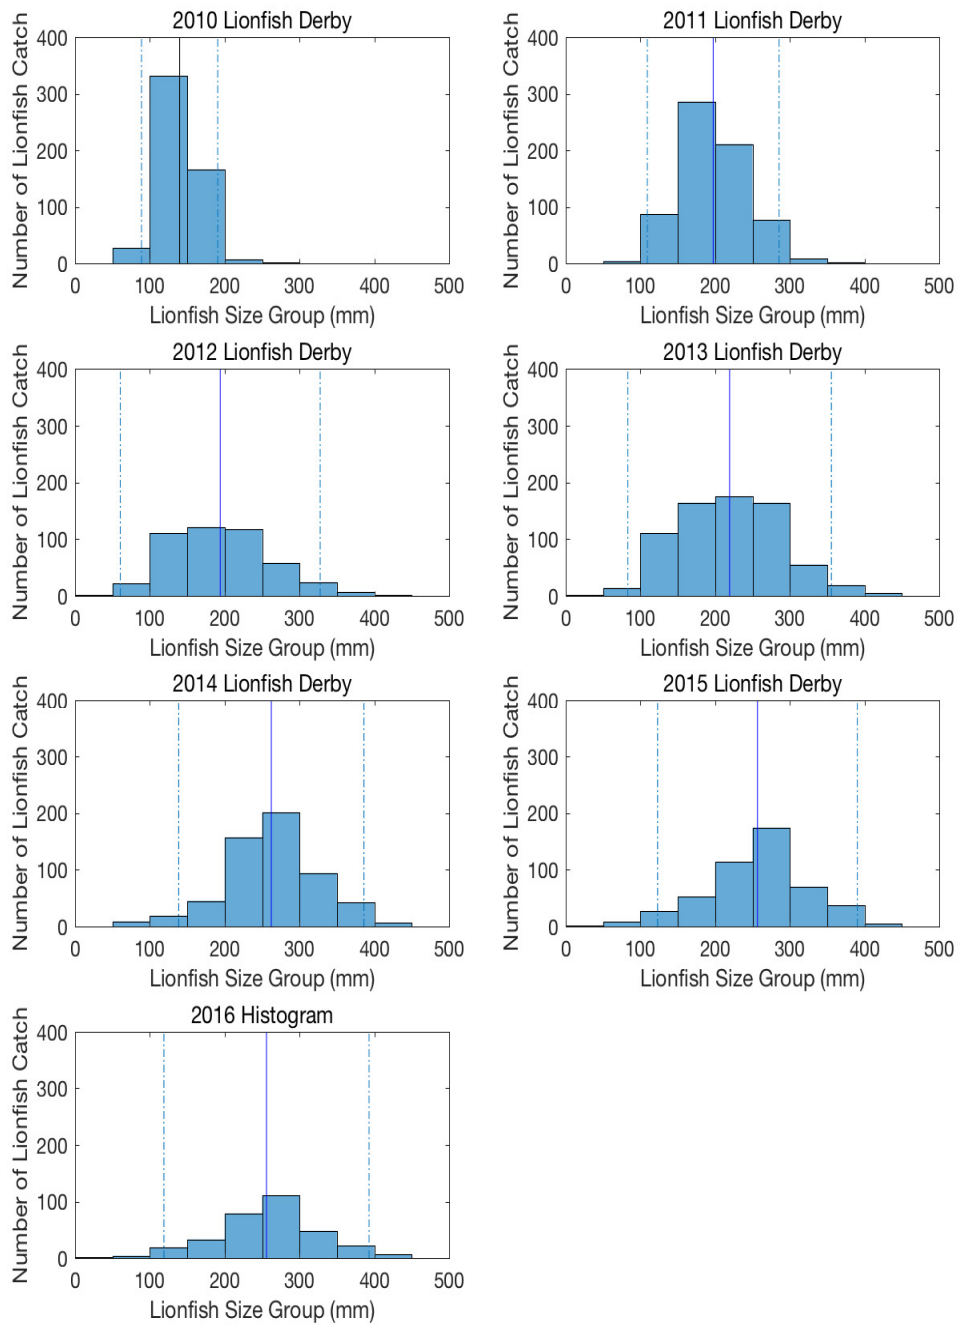 2010 Lionfish Derby
Number of Lionfish Catch
400
300
200
100
0
0 100 200 300 400 500
Lionfish Size Group (mm)
2011 Lionfish Derby
Number of Lionfish Catch
400
300
200
100
0
0 100 200 300 400 500
Lionfish Size Group (mm)
2012 Lionfish Derby
Number of Lionfish Catch
400
300
200
100
0
0 100 200 300 400 500
Lionfish Size Group (mm)
2013 Lionfish Derby
Number of Lionfish Catch
400
300
200
100
0
0 100 200 300 400 500
Lionfish Size Group (mm)
2014 Lionfish Derby
Number of Lionfish Catch
400
300
200
100
0
0 100 200 300 400 500
Lionfish Size Group (mm)
2015 Lionfish Derby
Number of Lionfish Catch
400
300
200
100
0
0 100 200 300 400 500
Lionfish Size Group (mm)
2016 Histogram
Number of Lionfish Catch
400
300
200
100
0
0 100 200 300 400 500
Lionfish Size Group (mm)